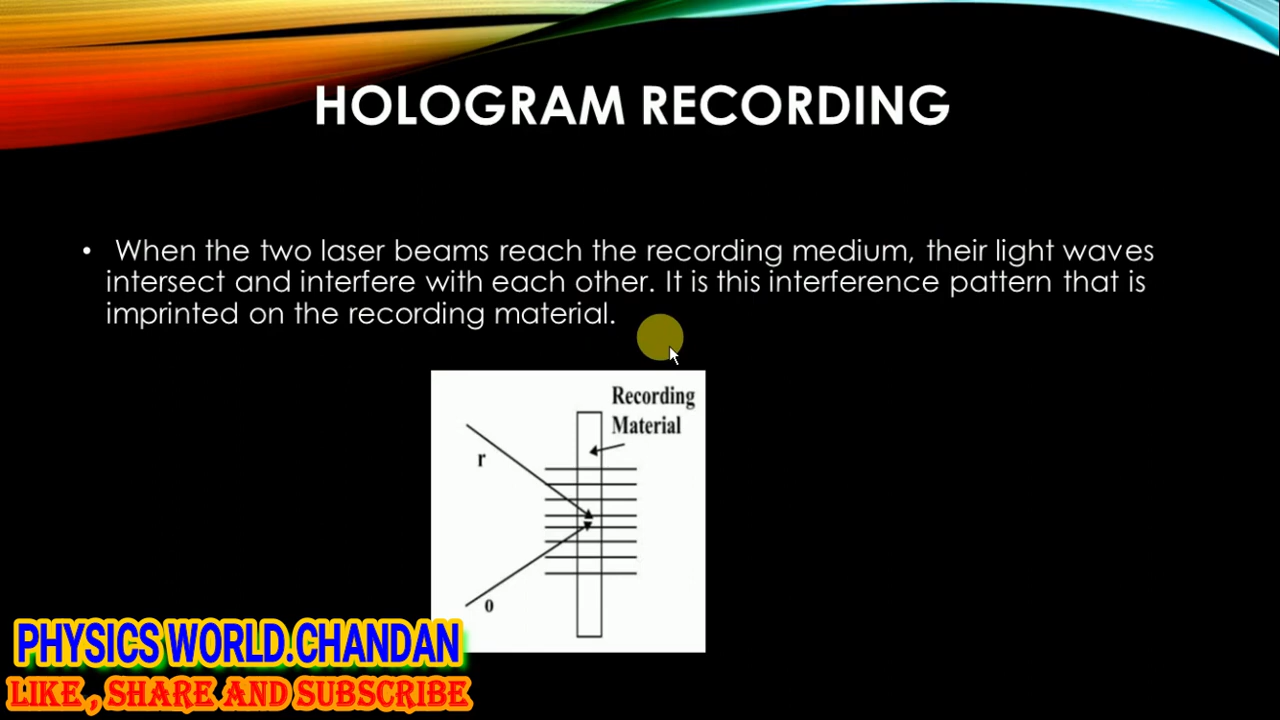 HOLOGRAM RECORDING
• When the two laser beams reach the recording medium, their light waves
intersect and interfere with each other. It is this interference pattern that is
imprinted on the recording material.
Recording
Material
r
0
PHYSICS WORLD.CHANDAN
LIKE , SHARE AND SUBSCRIBE